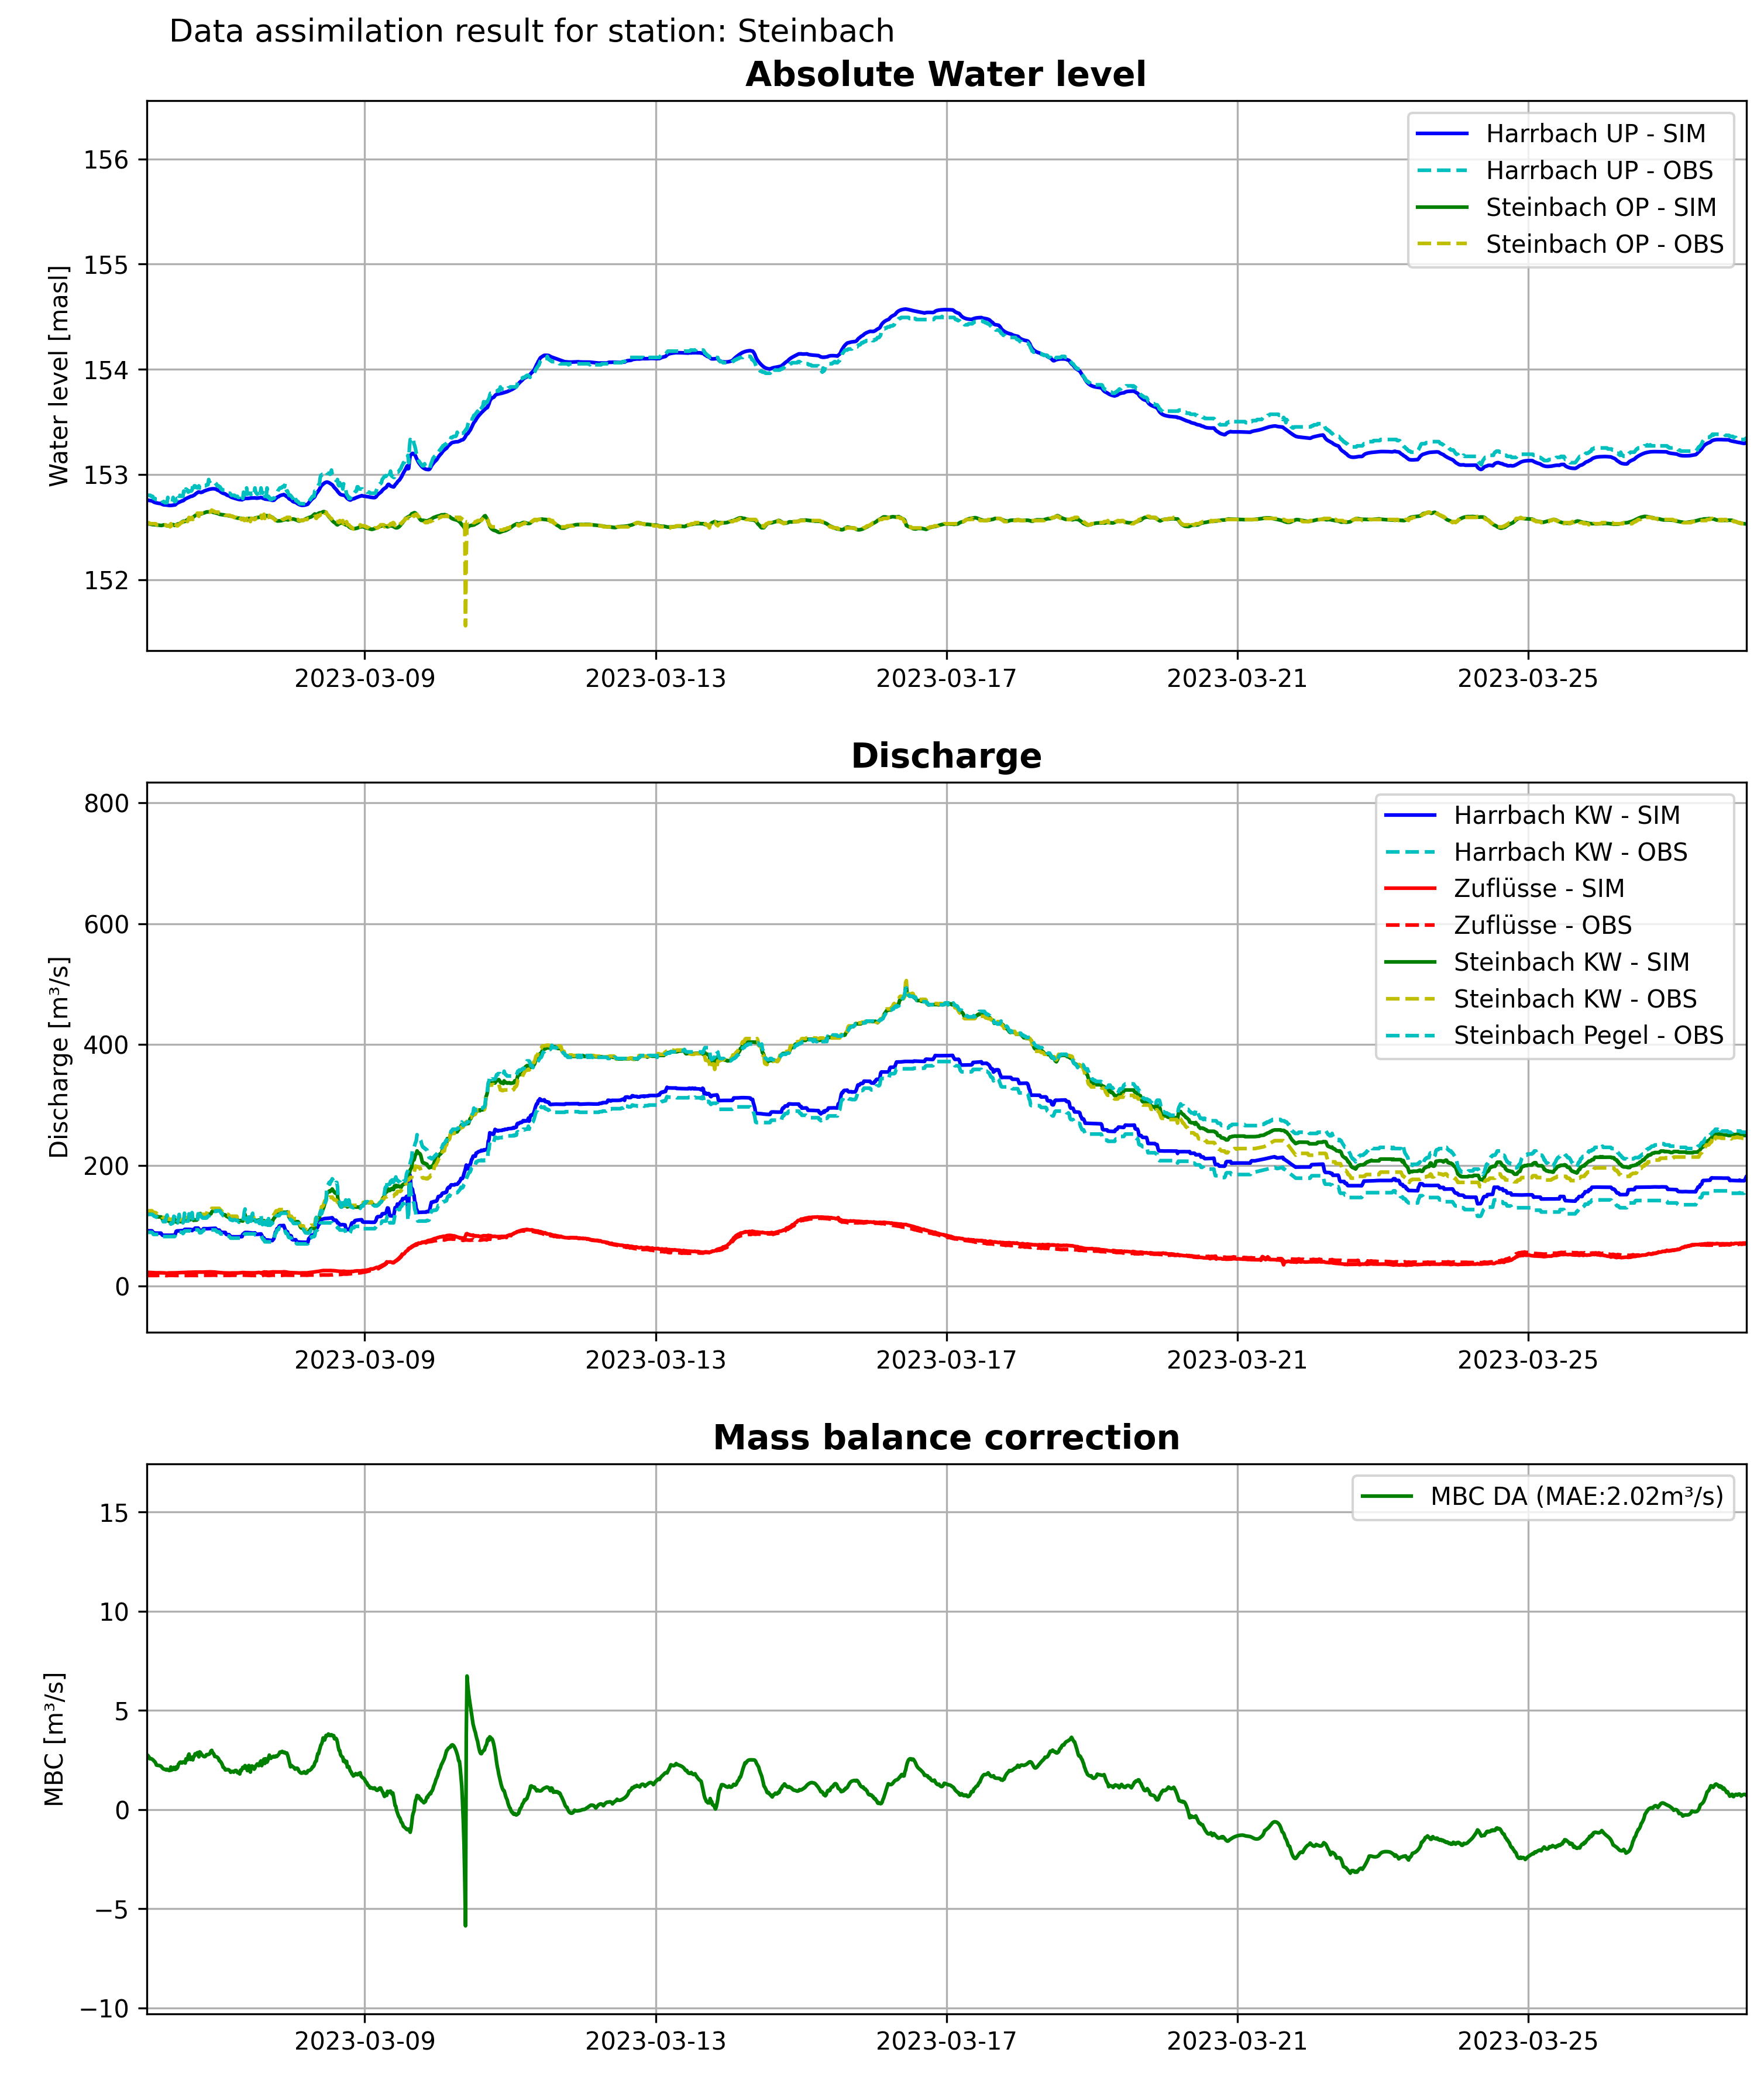 Data assimilation result for station: Steinbach
Absolute Water level
Water level [masl]
156
155
154
153
152
Harrbach UP - SIM
Harrbach UP - OBS
Steinbach OP - SIM
Steinbach OP - OBS
2023-03-09 2023-03-13 2023-03-17 2023-03-21 2023-03-25
Discharge
Discharge [m³/s]
800
600
400
200
0
Harrbach KW - SIM
Harrbach KW - OBS
Zuflüsse - SIM
Zuflüsse - OBS
Steinbach KW - SIM
Steinbach KW - OBS
Steinbach Pegel - OBS
2023-03-09 2023-03-13 2023-03-17 2023-03-21 2023-03-25
Mass balance correction
MBC [m³/s]
15
10
5
0
−5
−10
MBC DA (MAE:2.02m³/s)
2023-03-09 2023-03-13 2023-03-17 2023-03-21 2023-03-25